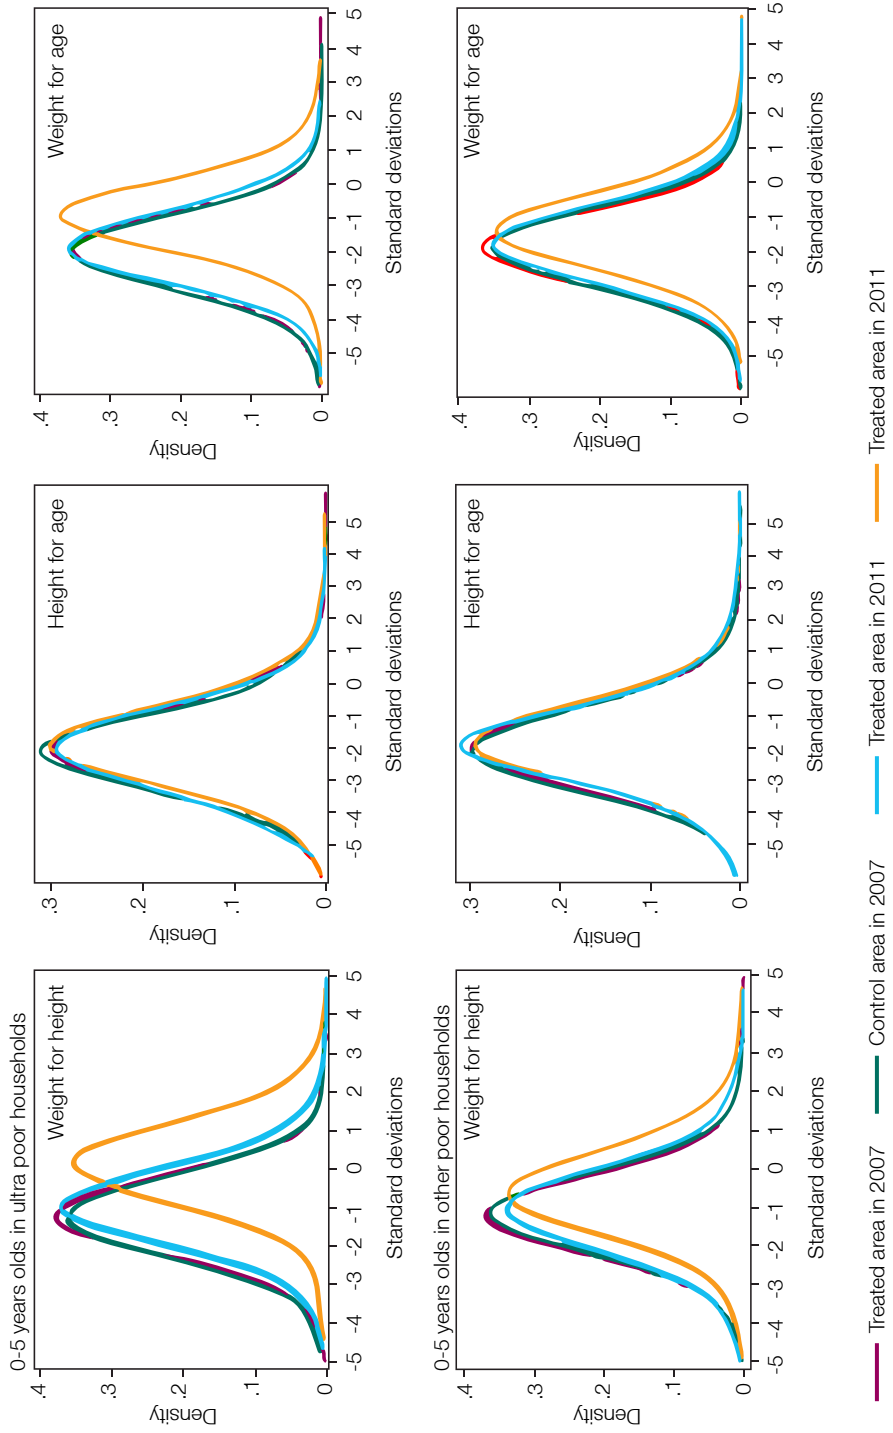 0-5 years olds in ultra poor households
Weight for height
Density
.4
.3
.2
.1
0
-5 -4 -3 -2 -1 0 1 2 3 4 5
Standard deviations
Height for age
Density
.3
.2
.1
0
-5 -4 -3 -2 -1 0 1 2 3 4 5
Standard deviations
Weight for age
Density
.4
.3
.2
.1
0
-5 -4 -3 -2 -1 0 1 2 3 4 5
Standard deviations
0-5 years olds in other poor households
Weight for height
Density
.4
.3
.2
.1
0
-5 -4 -3 -2 -1 0 1 2 3 4 5
Standard deviations
Height for age
Density
.3
.2
.1
0
-5 -4 -3 -2 -1 0 1 2 3 4 5
Standard deviations
Weight for age
Density
.4
.3
.2
.1
0
-5 -4 -3 -2 -1 0 1 2 3 4 5
Standard deviations
Treated area in 2007 Control area in 2007 Treated area in 2011 Treated area in 2011